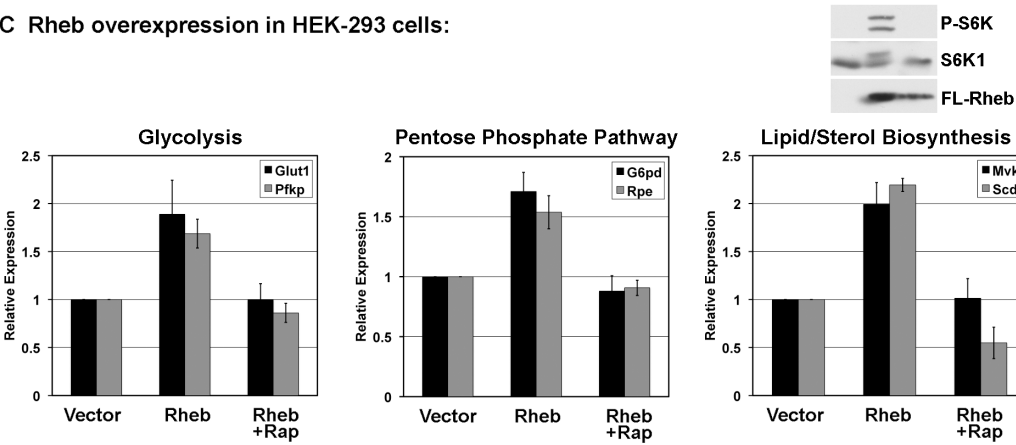 C Rheb overexpression in HEK-293 cells:
P-S6K
S6K1
FL-Rheb
Glycolysis
Relative Expression
2.5
2
1.5
1
0.5
0
Glut1
Pfkp
Vector
Rheb
Rheb
+Rap
Pentose Phosphate Pathway
Relative Expression
2
1.5
1
0.5
0
G6pd
Rpe
Vector
Rheb
Rheb
+Rap
Lipid/Sterol Biosynthesis
Relative Expression
2.5
2
1.5
1
0.5
0
Mvk
Scd
Vector
Rheb
Rheb
+Rap